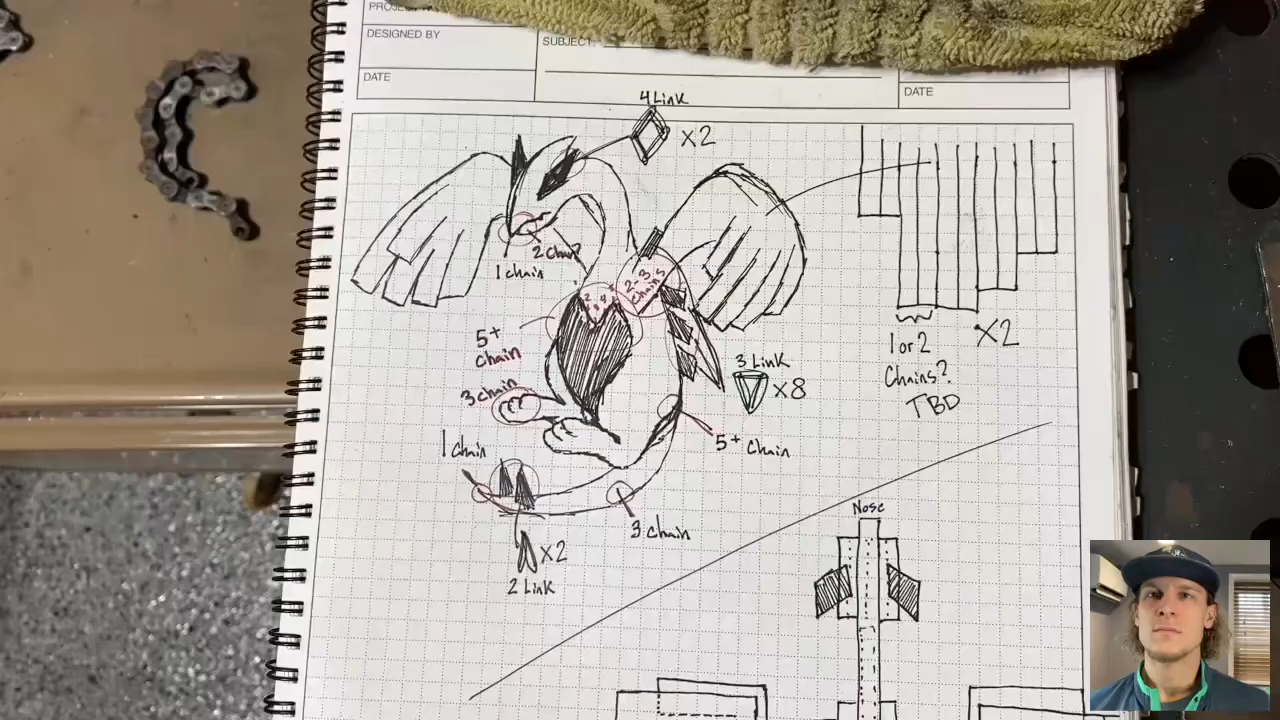 DESIGNED BY
SUBJECT:
DATE
DATE
4 Link
X2
2 Chain?
1 chain
2-3
Chains
5+
chain
3 chain
3 Link
X8
1 or 2
Chains?
TBD
X2
1 chain
5+ chain
3 chain
X2
2 Link
Nose